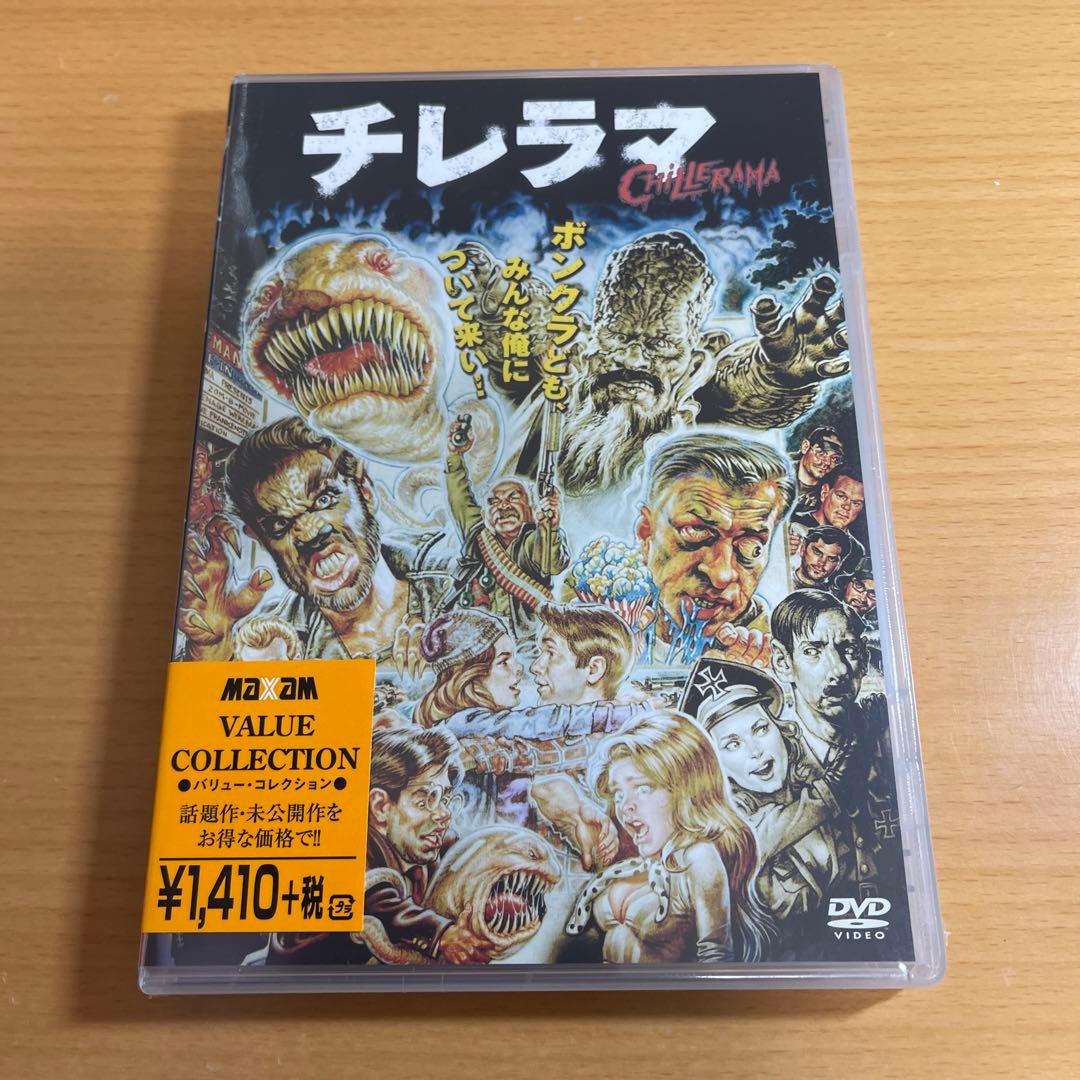 チレラマ
CHILLERAMA
ボンクラども、
みんな俺に
ついて来い!!
MAXAM
VALUE
COLLECTION
●バリュー・コレクション●
話題作・未公開作を
お得な価格で!!
¥1,410+税
DVD
VIDEO